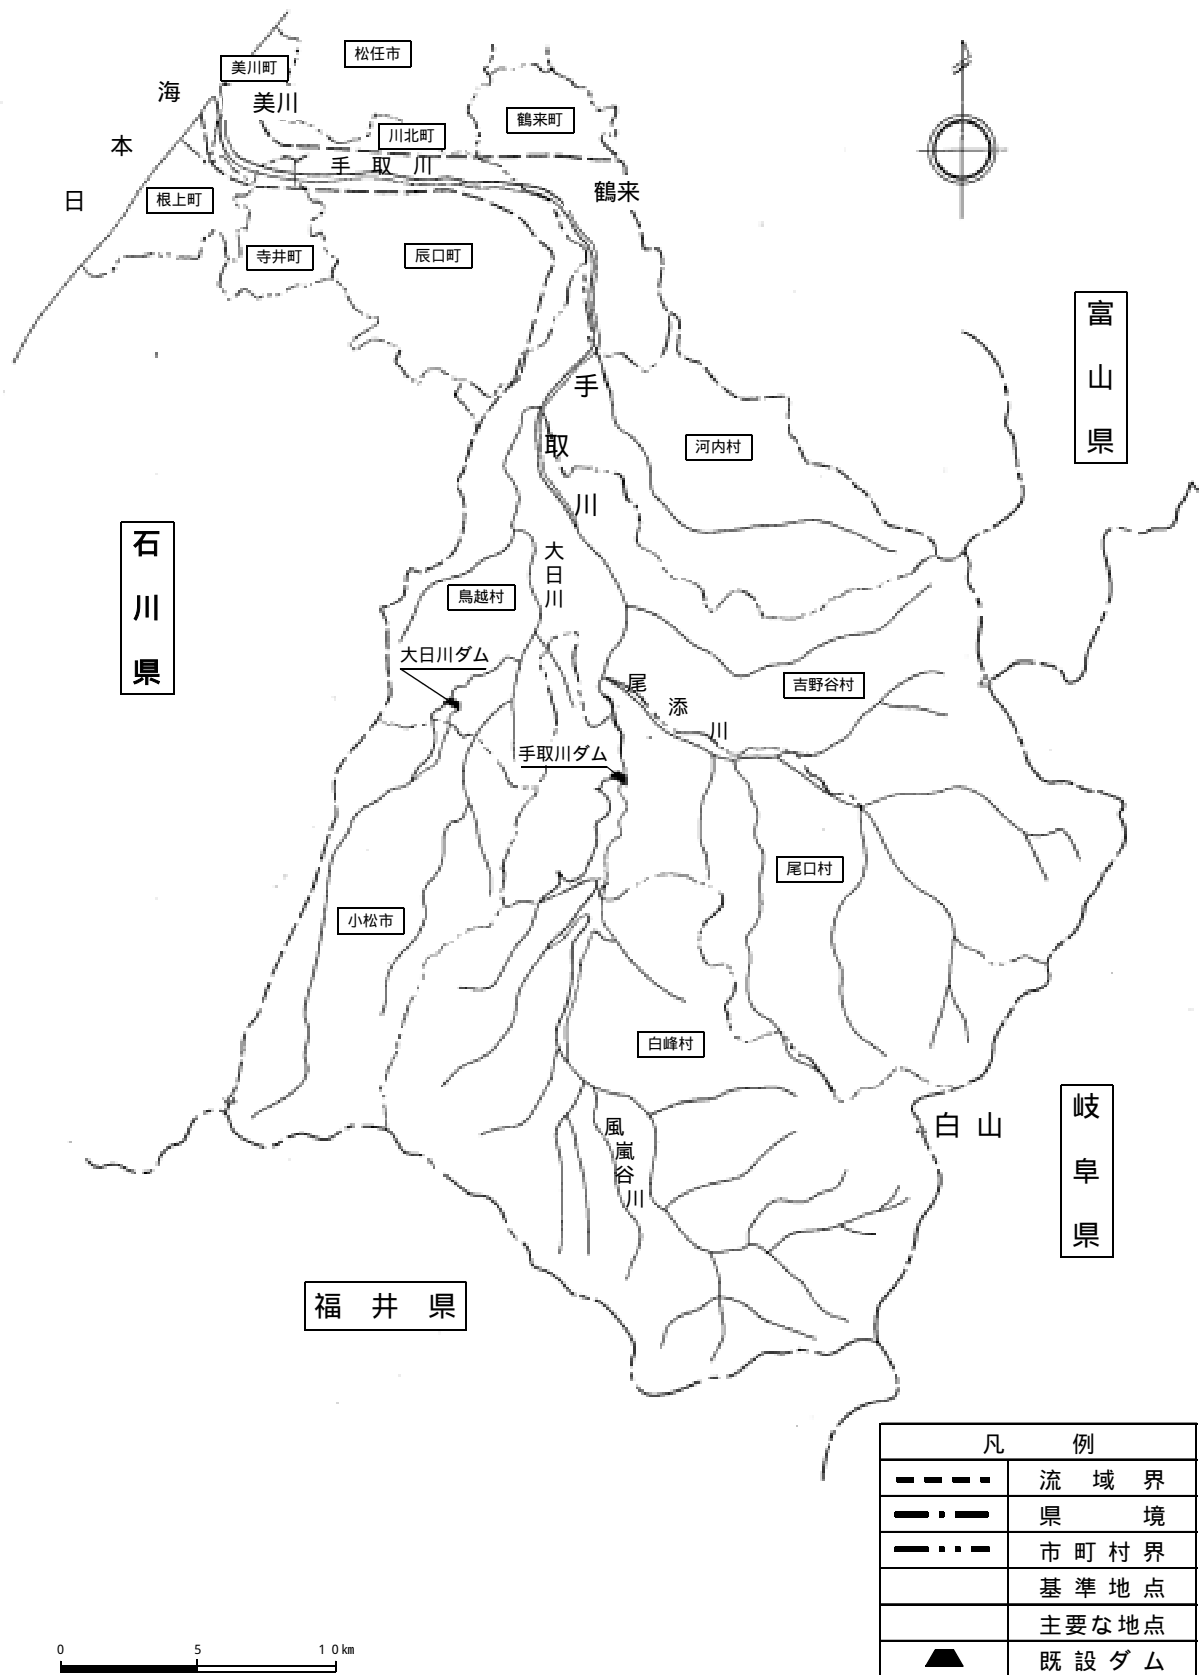 松任市
美川町
海
美川
鶴来町
川北町
本
手取川
鶴来
日
根上町
寺井町
辰口町
富山県
手取川
河内村
石川県
大日川
鳥越村
大日川ダム
尾添川
吉野谷村
手取川ダム
尾口村
小松市
白峰村
岐阜県
白山
風嵐谷川
福井県
凡例
流域界
県境
市町村界
基準地点
主要な地点
既設ダム
0 5 10km